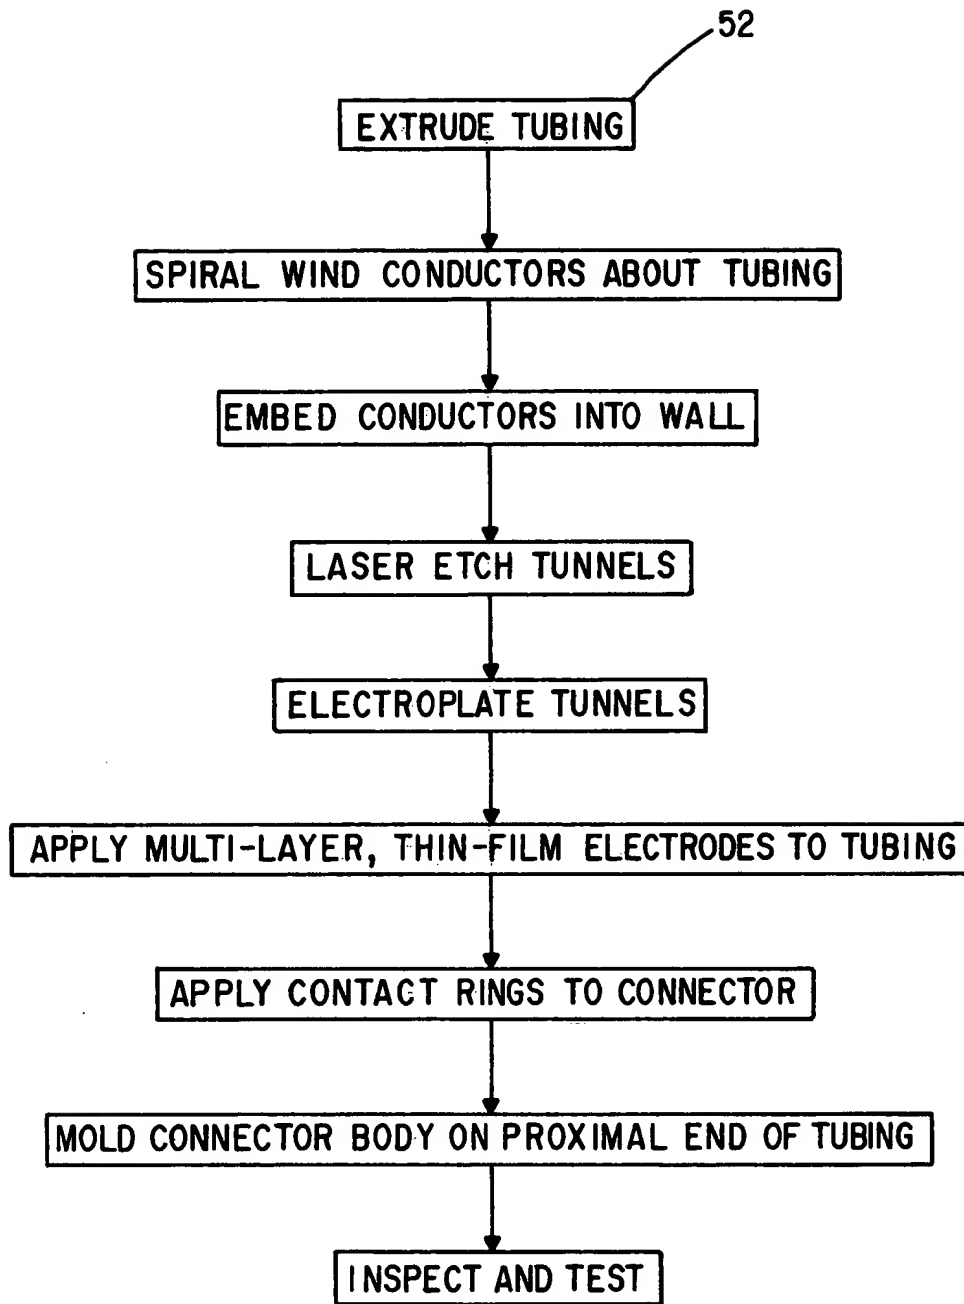 52
EXTRUDE TUBING
SPIRAL WIND CONDUCTORS ABOUT TUBING
EMBED CONDUCTORS INTO WALL
LASER ETCH TUNNELS
ELECTROPLATE TUNNELS
APPLY MULTI-LAYER, THIN-FILM ELECTRODES TO TUBING
APPLY CONTACT RINGS TO CONNECTOR
MOLD CONNECTOR BODY ON PROXIMAL END OF TUBING
INSPECT AND TEST